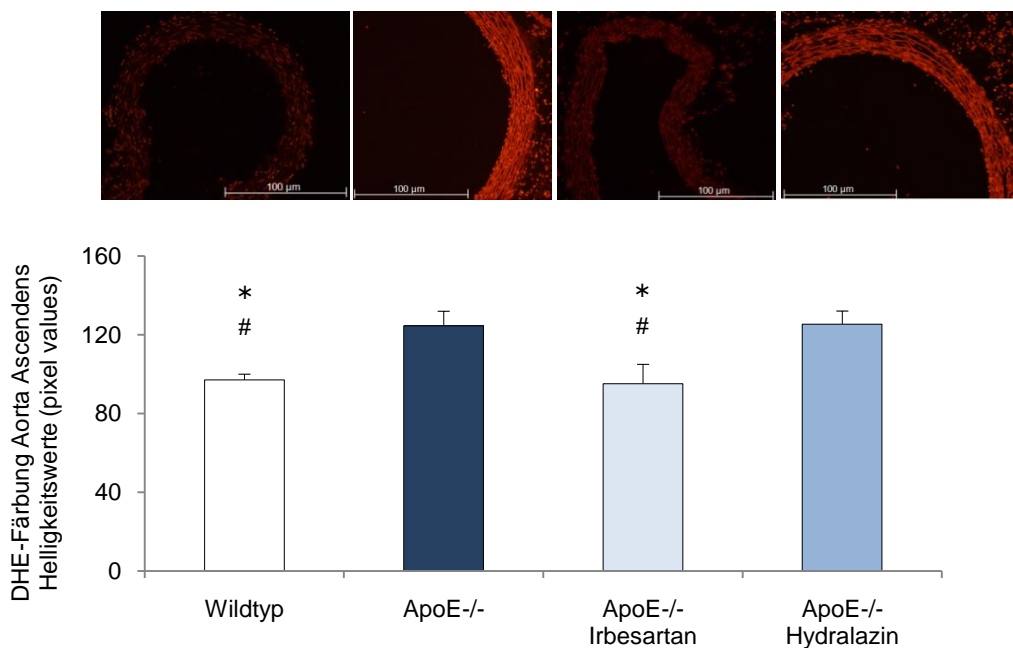 100 µm
100 µm
100 µm
100 µm
DHE-Färbung Aorta Ascendens
Helligkeitswerte (pixel values)
160
120
80
40
0
*
#
*
#
Wildtyp
ApoE-/-
ApoE-/-
Irbesartan
ApoE-/-
Hydralazin